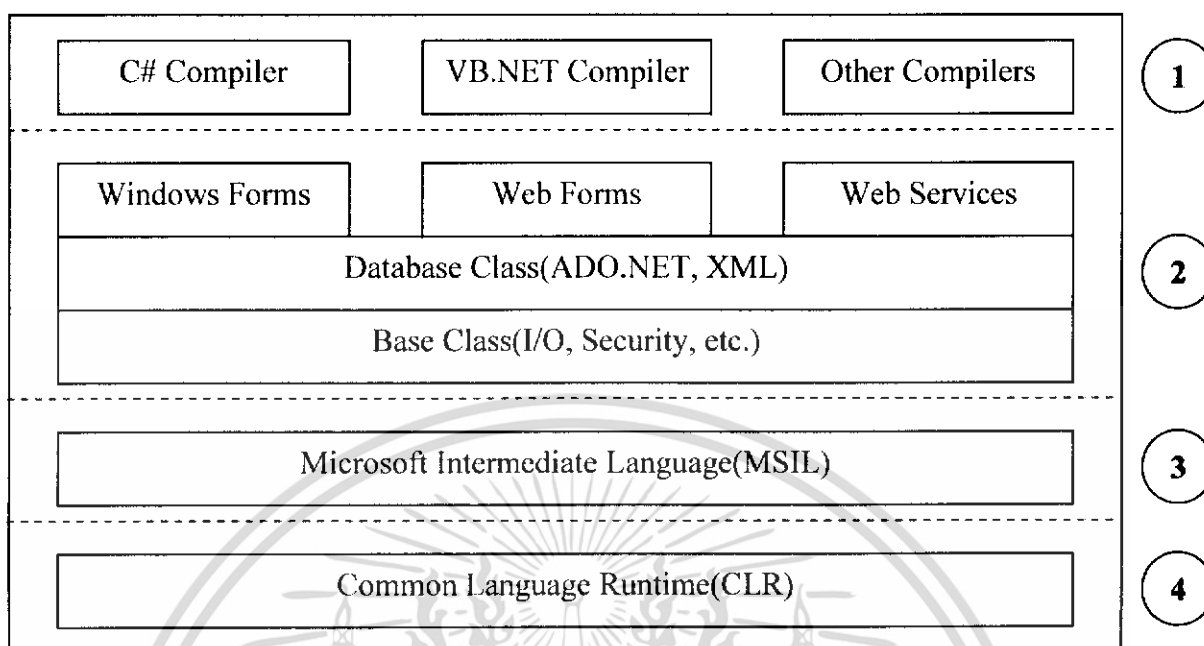 C# Compiler VB.NET Compiler Other Compilers 1
Windows Forms Web Forms Web Services
Database Class(ADO.NET, XML) 2
Base Class(I/O, Security, etc.)
Microsoft Intermediate Language(MSIL) 3
Common Language Runtime(CLR) 4